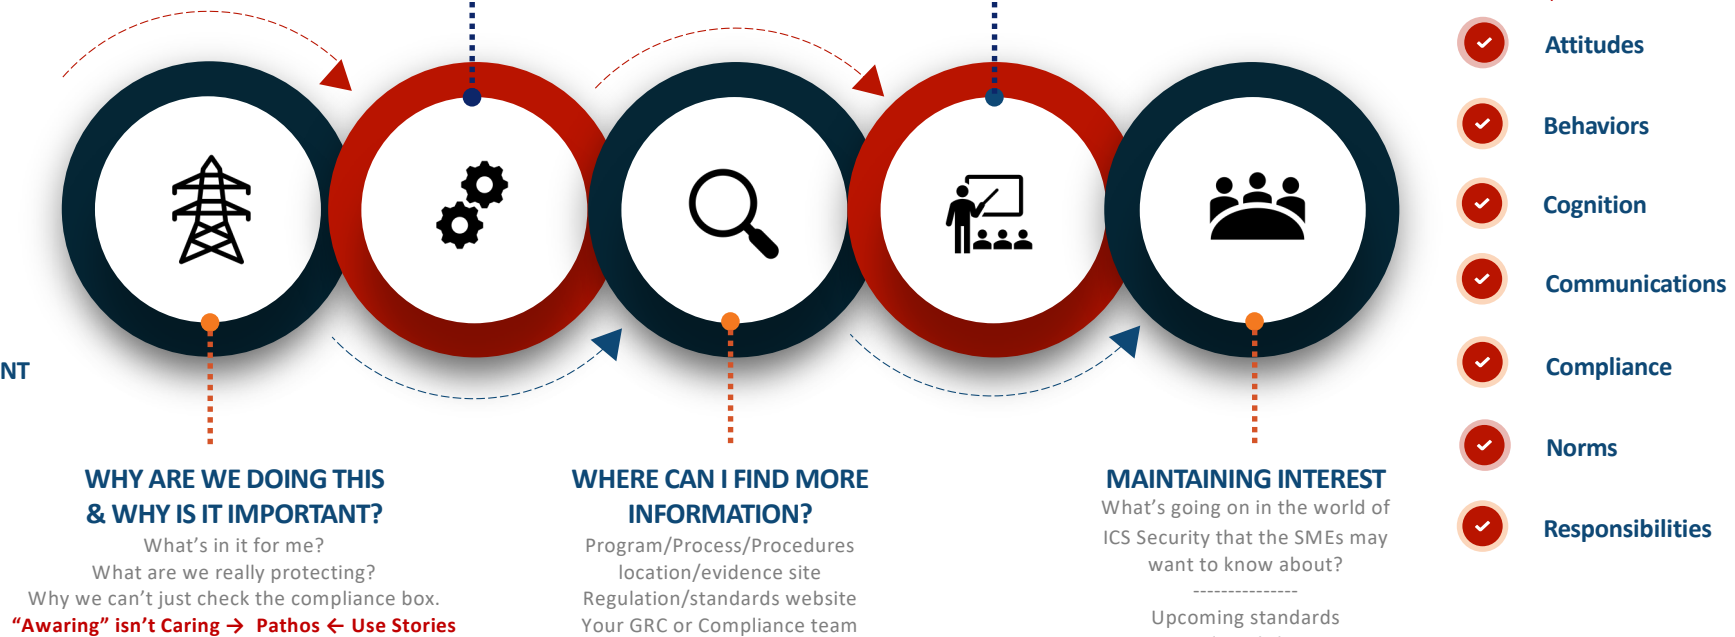 NT
WHY ARE WE DOING THIS
& WHY IS IT IMPORTANT?
What's in it for me?
What are we really protecting?
Why we can't just check the compliance box.
“Awaring” isn't Caring → Pathos ← Use Stories
WHERE CAN I FIND MORE
INFORMATION?
Program/Process/Procedures
location/evidence site
Regulation/standards website
Your GRC or Compliance team
MAINTAINING INTEREST
What's going on in the world of
ICS Security that the SMEs may
want to know about?
---------------
Upcoming standards
Attitudes
Behaviors
Cognition
Communications
Compliance
Norms
Responsibilities